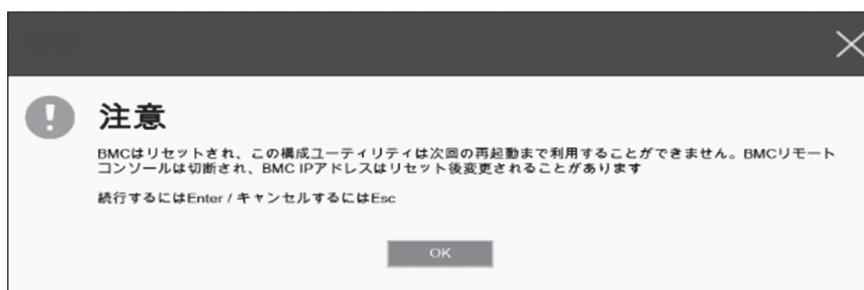 注意
BMCはリセットされ、この構成ユーティリティは次回の再起動まで利用することができません。BMCリモート
コンソールは切断され、BMC IPアドレスはリセット後変更されることがあります
続行するにはEnter / キャンセルするにはEsc
OK